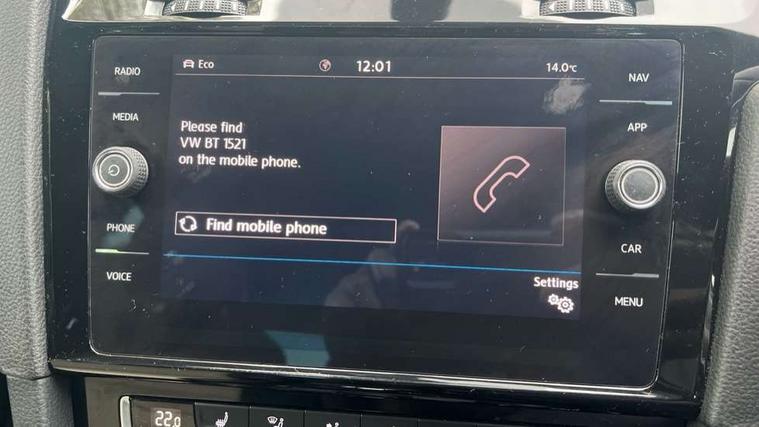 RADIO
MEDIA
PHONE
VOICE
Eco
12:01
14.0°C
Please find
VW BT 1521
on the mobile phone.
Find mobile phone
Settings
NAV
APP
CAR
MENU
22.0